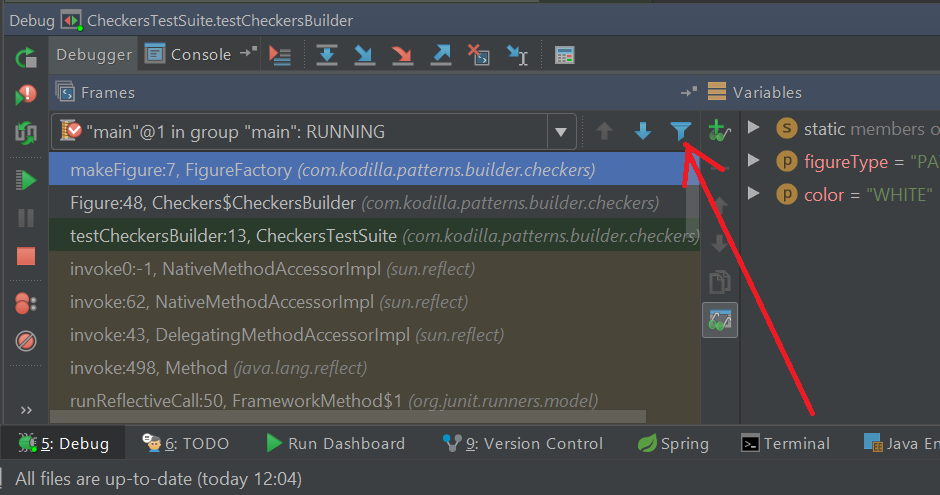 Debug CheckersTestSuite.testCheckersBuilder
Debugger Console
Frames Variables
"main"@1 in group "main": RUNNING
makeFigure:7, FigureFactory (com.kodilla.patterns.builder.checkers)
Figure:48, Checkers$CheckersBuilder (com.kodilla.patterns.builder.checkers)
testCheckersBuilder:13, CheckersTestSuite (com.kodilla.patterns.builder.checkers)
invoke0:-1, NativeMethodAccessorImpl (sun.reflect)
invoke:62, NativeMethodAccessorImpl (sun.reflect)
invoke:43, DelegatingMethodAccessorImpl (sun.reflect)
invoke:498, Method (java.lang.reflect)
runReflectiveCall:50, FrameworkMethod$1 (org.junit.runners.model)
s static members o
p figureType = "PA
p color = "WHITE"
>>
5: Debug 6: TODO Run Dashboard 9: Version Control Spring Terminal Java En
All files are up-to-date (today 12:04)